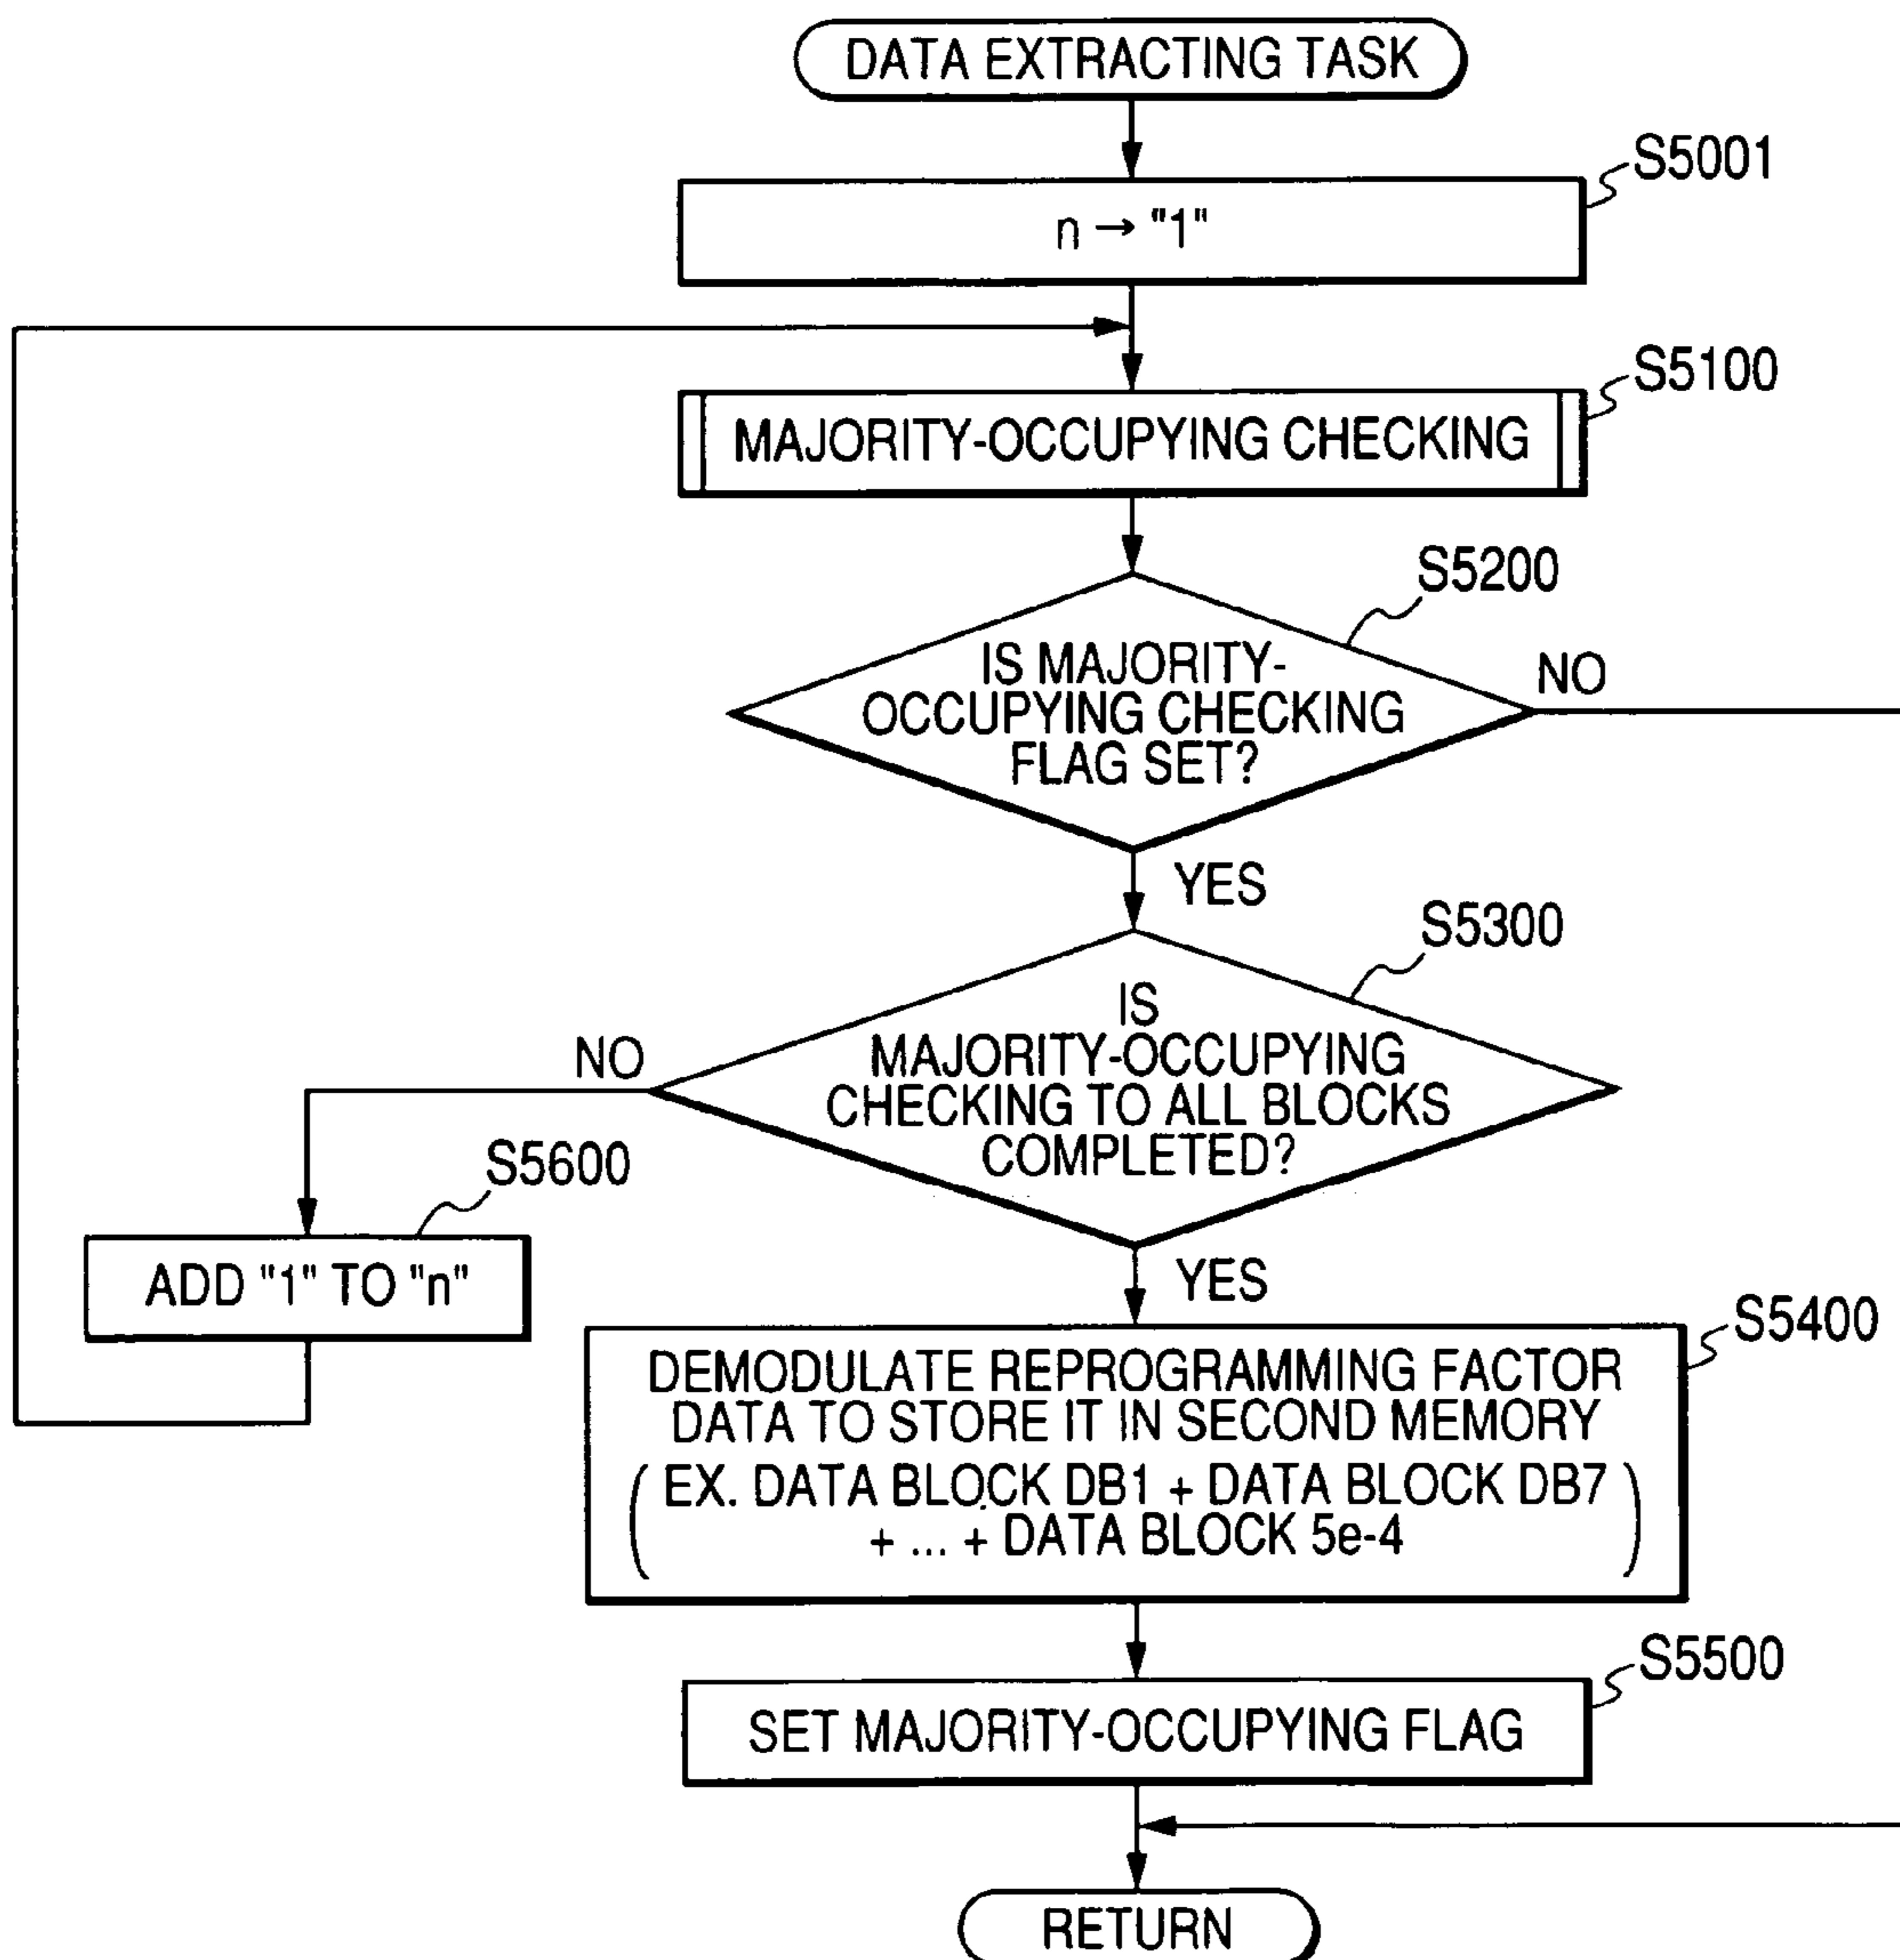 DATA EXTRACTING TASK
S5001
n → "1"
S5100
MAJORITY-OCCUPYING CHECKING
S5200
IS MAJORITY-
OCCUPYING CHECKING
FLAG SET?
NO
YES
S5300
IS
MAJORITY-OCCUPYING
CHECKING TO ALL BLOCKS
COMPLETED?
NO
S5600
ADD "1" TO "n"
YES
S5400
DEMODULATE REPROGRAMMING FACTOR
DATA TO STORE IT IN SECOND MEMORY
( EX. DATA BLOCK DB1 + DATA BLOCK DB7
+ ... + DATA BLOCK 5e-4 )
S5500
SET MAJORITY-OCCUPYING FLAG
RETURN